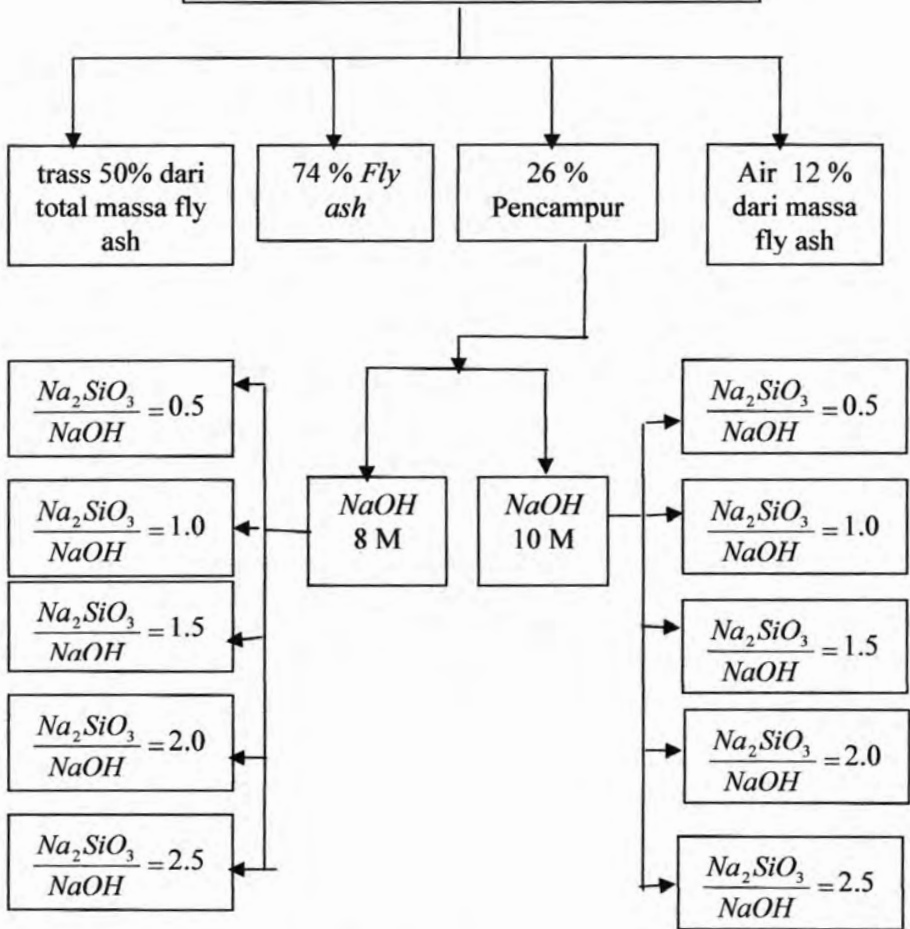 trass 50% dari
total massa fly
ash
74 % Fly
ash
26 %
Pencampur
Air 12 %
dari massa
fly ash
Na₂SiO₃/NaOH = 0.5
Na₂SiO₃/NaOH = 1.0
Na₂SiO₃/NaOH = 1.5
Na₂SiO₃/NaOH = 2.0
Na₂SiO₃/NaOH = 2.5
NaOH
8 M
NaOH
10 M
Na₂SiO₃/NaOH = 0.5
Na₂SiO₃/NaOH = 1.0
Na₂SiO₃/NaOH = 1.5
Na₂SiO₃/NaOH = 2.0
Na₂SiO₃/NaOH = 2.5